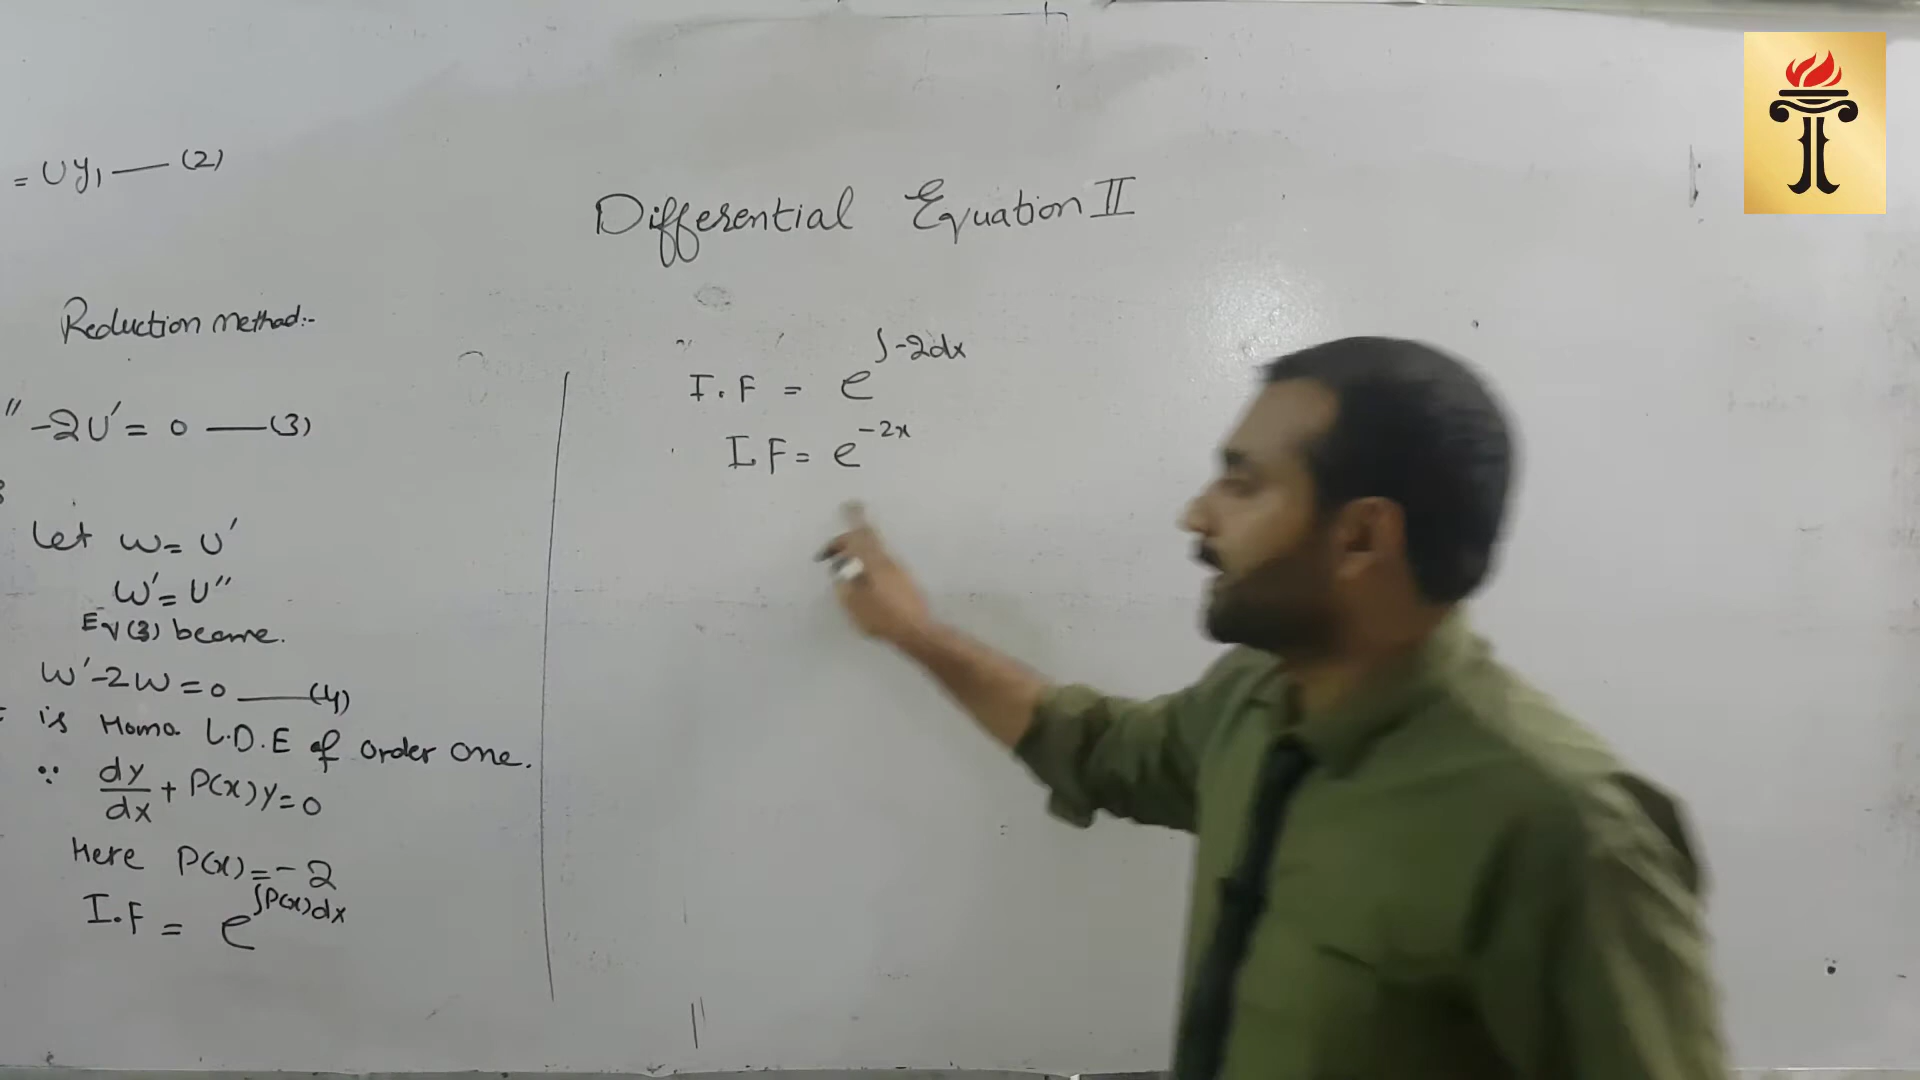 = Uy₁ — (2)
Differential Equation II
Reduction method:-
″ -2U′ = 0 — (3)
Let w = U′
w′ = U″
Eq (3) become.
w′-2w = 0 — (4)
is Homo. L.D.E of order one.
∵ dy/dx + P(x)y = 0
Here P(x) = -2
I.F = e^∫P(x)dx
I.F = e^∫-2dx
I.F = e^-2x